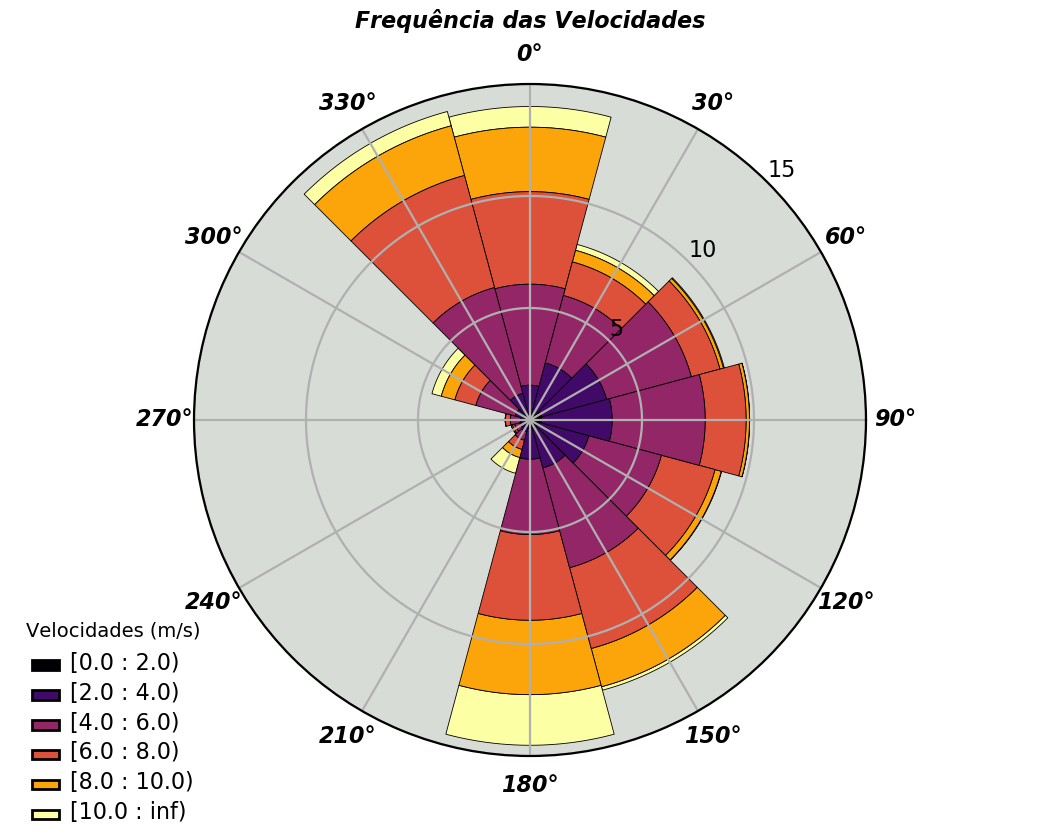 Frequência das Velocidades
0°
330°
30°
15
300°
60°
10
5
270°
90°
240°
120°
Velocidades (m/s)
[0.0 : 2.0)
[2.0 : 4.0)
[4.0 : 6.0)
210°
150°
[6.0 : 8.0)
[8.0 : 10.0)
180°
[10.0 : inf)